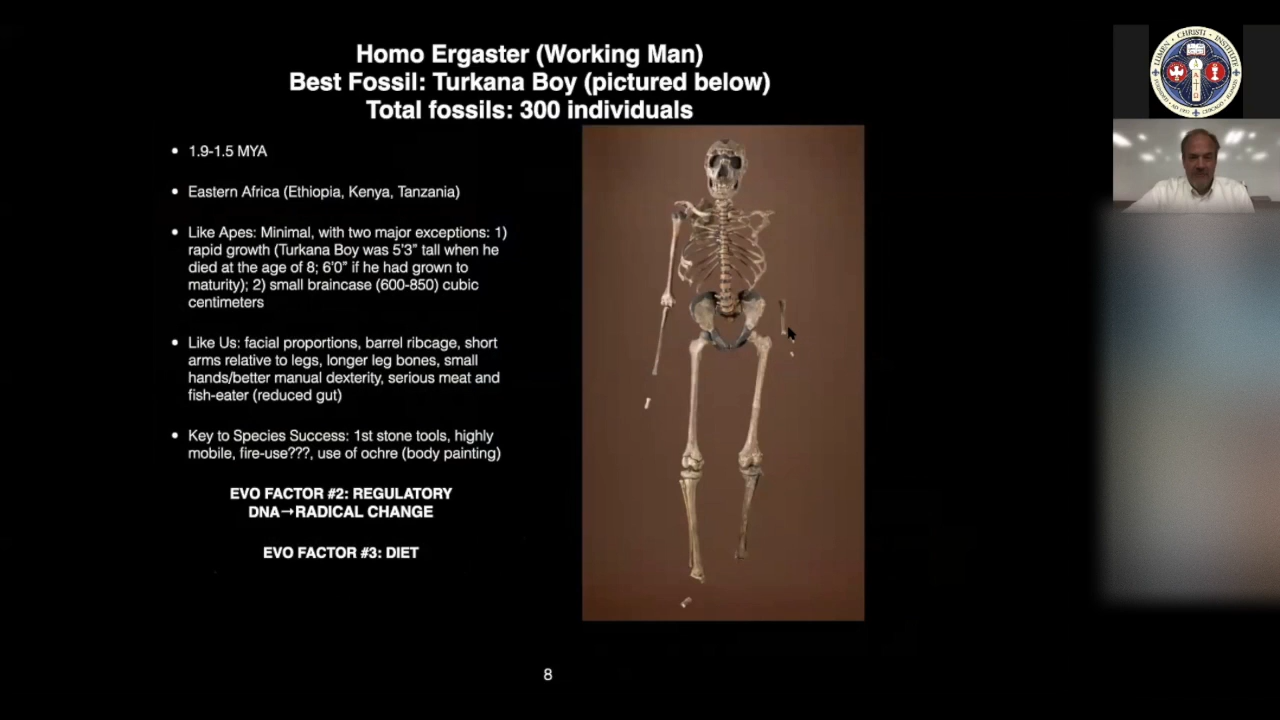 Homo Ergaster (Working Man)
Best Fossil: Turkana Boy (pictured below)
Total fossils: 300 individuals
• 1.9-1.5 MYA
• Eastern Africa (Ethiopia, Kenya, Tanzania)
• Like Apes: Minimal, with two major exceptions: 1)
rapid growth (Turkana Boy was 5'3” tall when he
died at the age of 8; 6'0” if he had grown to
maturity); 2) small braincase (600-850) cubic
centimeters
• Like Us: facial proportions, barrel ribcage, short
arms relative to legs, longer leg bones, small
hands/better manual dexterity, serious meat and
fish-eater (reduced gut)
• Key to Species Success: 1st stone tools, highly
mobile, fire-use???, use of ochre (body painting)
EVO FACTOR #2: REGULATORY
DNA→RADICAL CHANGE
EVO FACTOR #3: DIET
8
LUMEN CHRISTI INSTITUTE